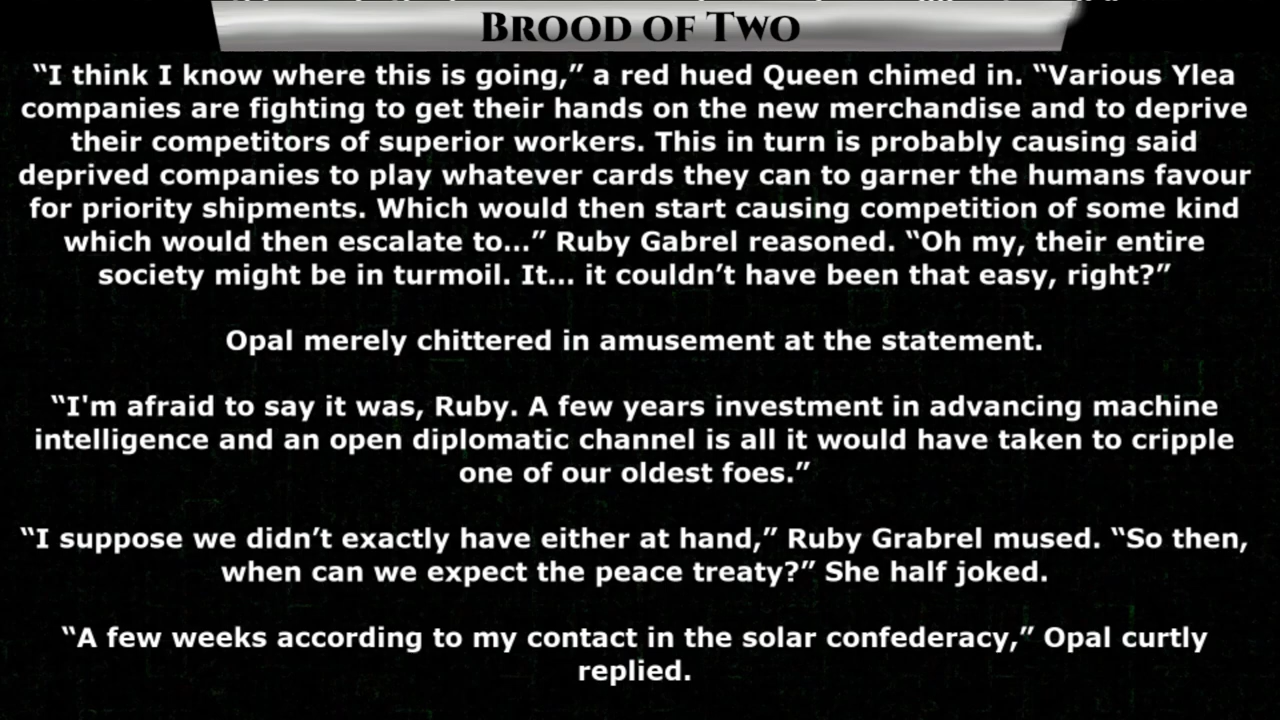 Brood of Two
“I think I know where this is going,” a red hued Queen chimed in. “Various Ylea
companies are fighting to get their hands on the new merchandise and to deprive
their competitors of superior workers. This in turn is probably causing said
deprived companies to play whatever cards they can to garner the humans favour
for priority shipments. Which would then start causing competition of some kind
which would then escalate to…” Ruby Gabrel reasoned. “Oh my, their entire
society might be in turmoil. It… it couldn’t have been that easy, right?”
Opal merely chittered in amusement at the statement.
“I'm afraid to say it was, Ruby. A few years investment in advancing machine
intelligence and an open diplomatic channel is all it would have taken to cripple
one of our oldest foes.”
“I suppose we didn’t exactly have either at hand,” Ruby Grabrel mused. “So then,
when can we expect the peace treaty?” She half joked.
“A few weeks according to my contact in the solar confederacy,” Opal curtly
replied.